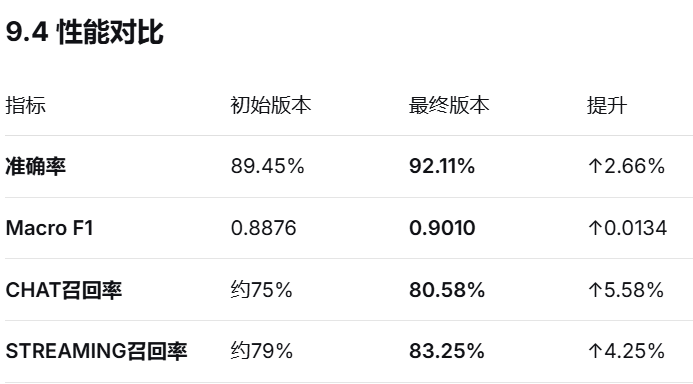 9.4 性能对比
指标 初始版本 最终版本 提升
准确率 89.45% 92.11% ↑2.66%
Macro F1 0.8876 0.9010 ↑0.0134
CHAT召回率 约75% 80.58% ↑5.58%
STREAMING召回率 约79% 83.25% ↑4.25%